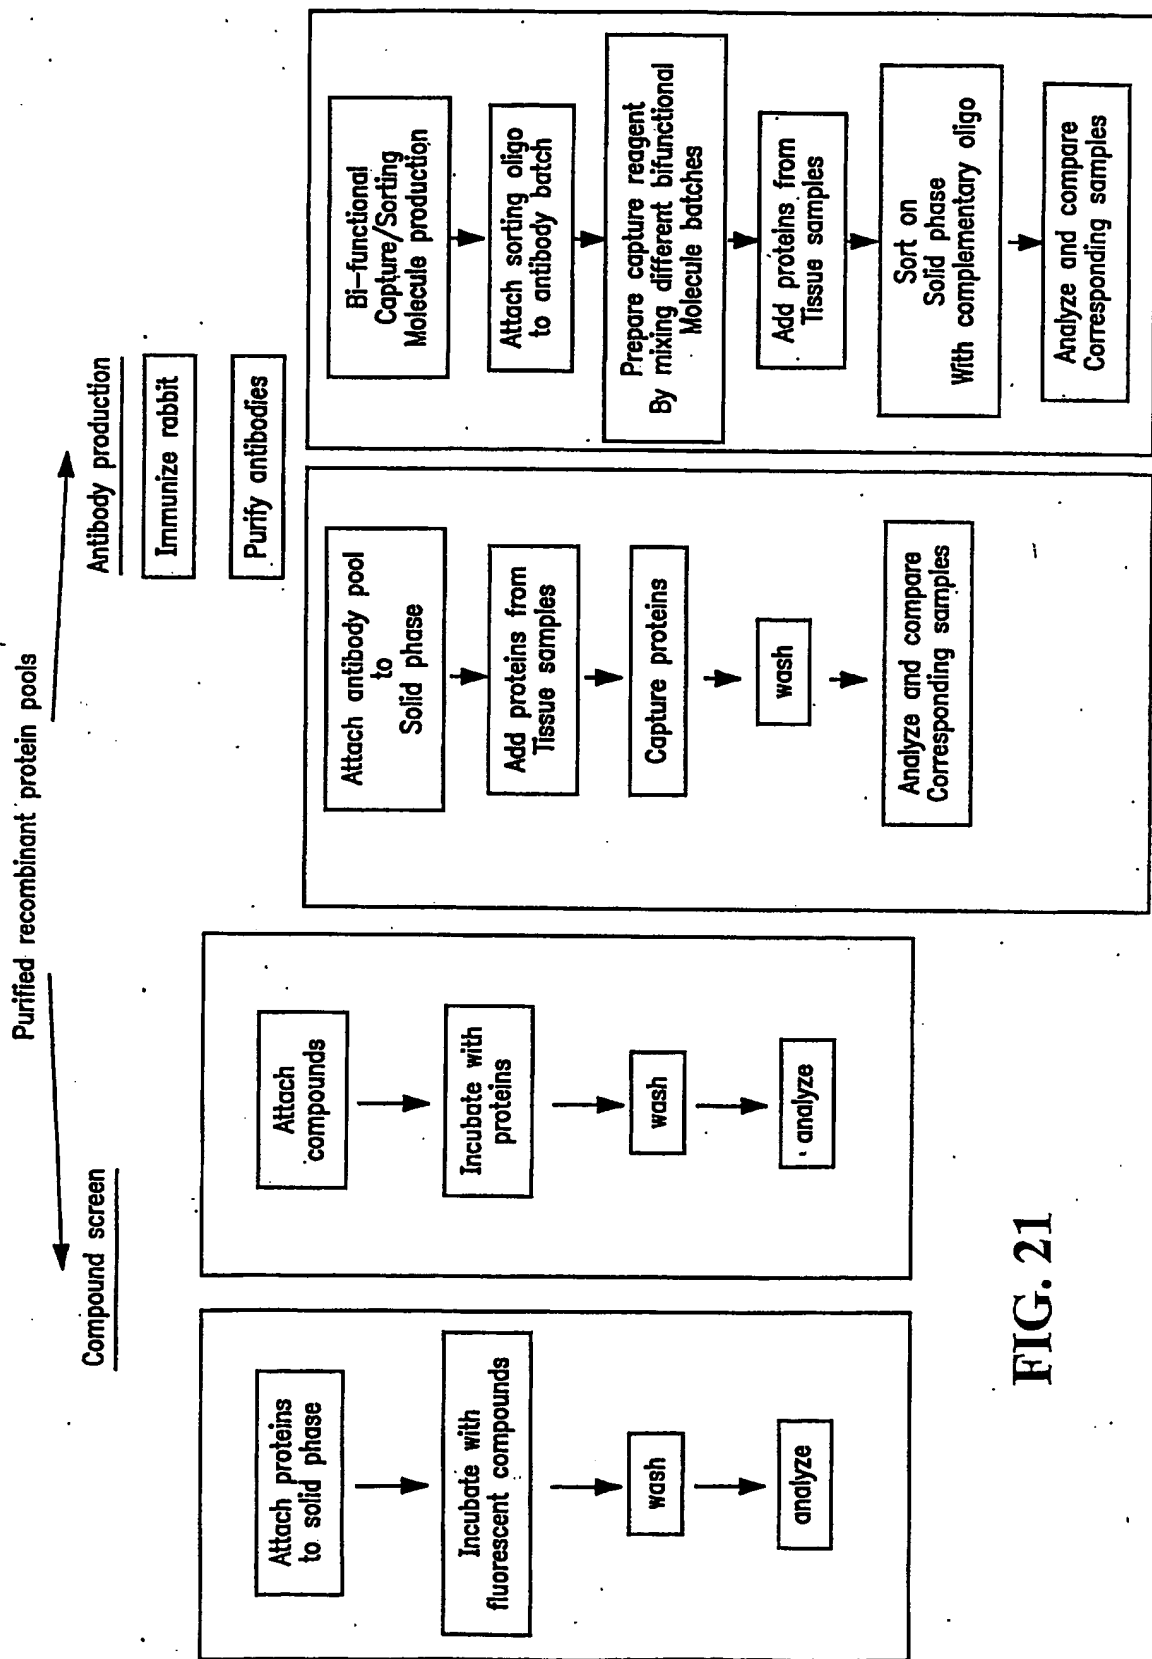 Purified recombinant protein pools
Compound screen
Attach proteins
to solid phase
Incubate with
fluorescent compounds
wash
analyze
Attach
compounds
Incubate with
proteins
wash
analyze
Antibody production
Immunize rabbit
Purify antibodies
Attach antibody pool
to
Solid phase
Add proteins from
Tissue samples
Capture proteins
wash
Analyze and compare
Corresponding samples
Bi-functional
Capture/Sorting
Molecule production
Attach sorting oligo
to antibody batch
Prepare capture reagent
By mixing different bifunctional
Molecule batches
Add proteins from
Tissue samples
Sort on
Solid phase
With complementary oligo
Analyze and compare
Corresponding samples
FIG. 21